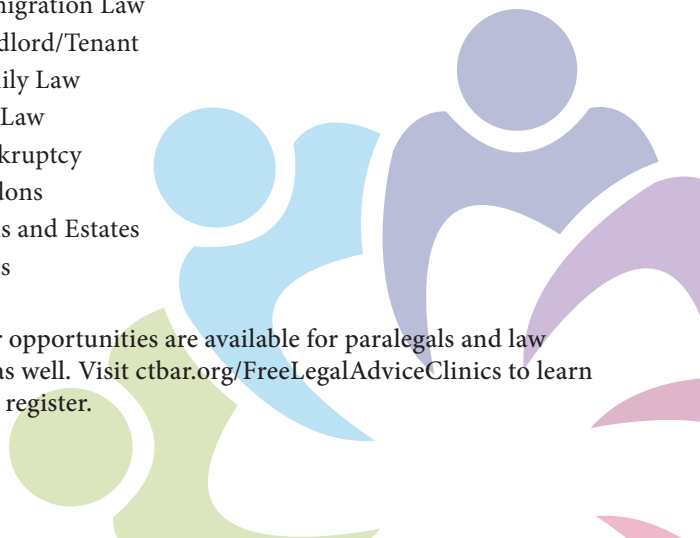 nigration Law
dlord/Tenant
ily Law
Law
kruptcy
dons
s and Estates
s
r opportunities are available for paralegals and law
as well. Visit ctbar.org/FreeLegalAdviceClinics to learn
register.